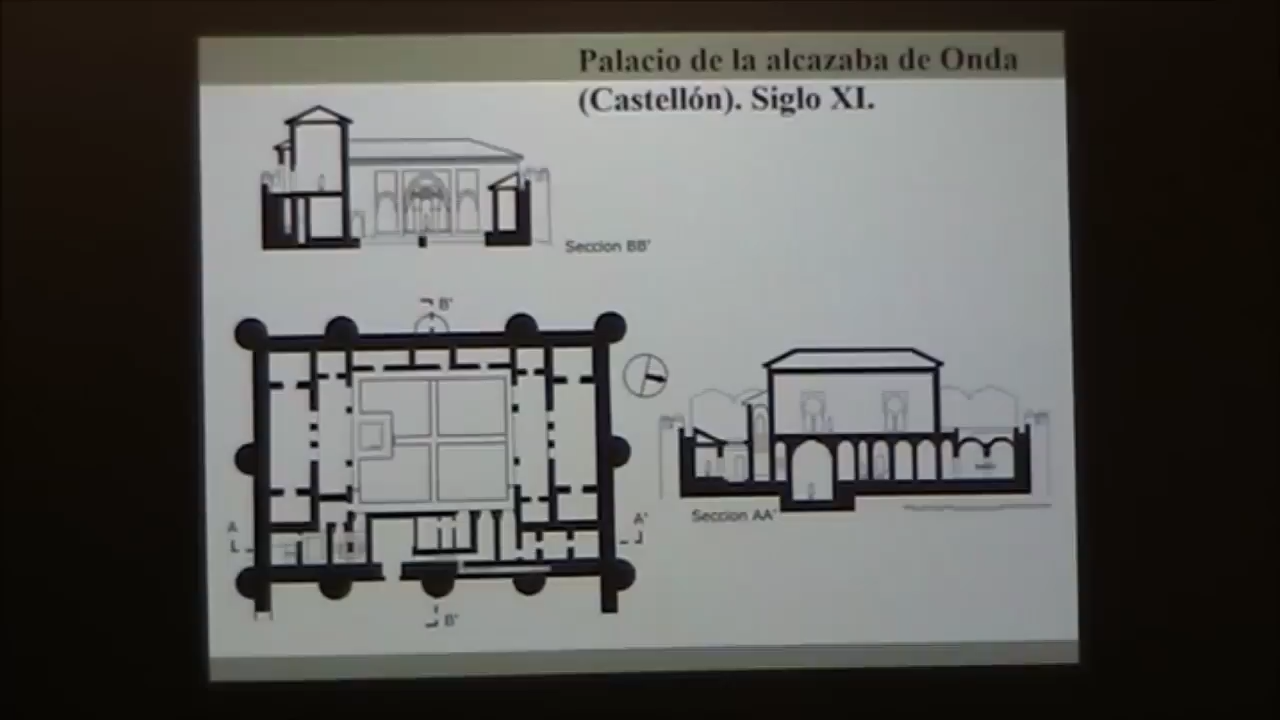 Palacio de la alcazaba de Onda
(Castellón). Siglo XI.
Seccion BB'
B'
A
A'
Seccion AA'
B'